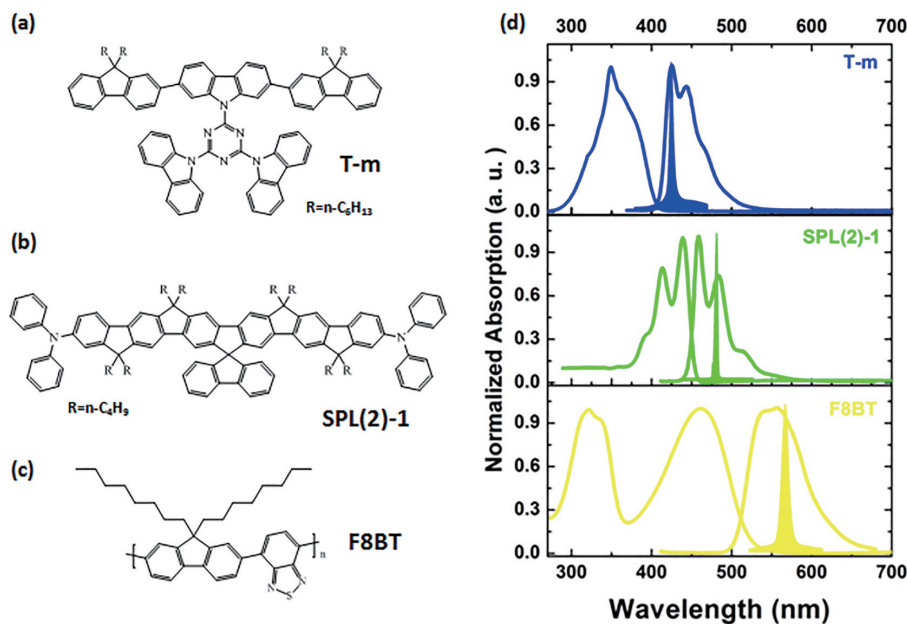 (a)
R R
R R
N
N N
N
N
N
T-m
R=n-C₆H₁₃
(b)
R R
R R
N
N
R R
R R
R=n-C₄H₉
SPL(2)-1
(c)
F8BT
n
N
S
N
(d)
300 400 500 600 700
T-m
0.9
0.6
0.3
0.0
SPL(2)-1
0.9
0.6
0.3
0.0
F8BT
0.9
0.6
0.3
0.0
300 400 500 600 700
Normalized Absorption (a. u. )
Wavelength (nm)